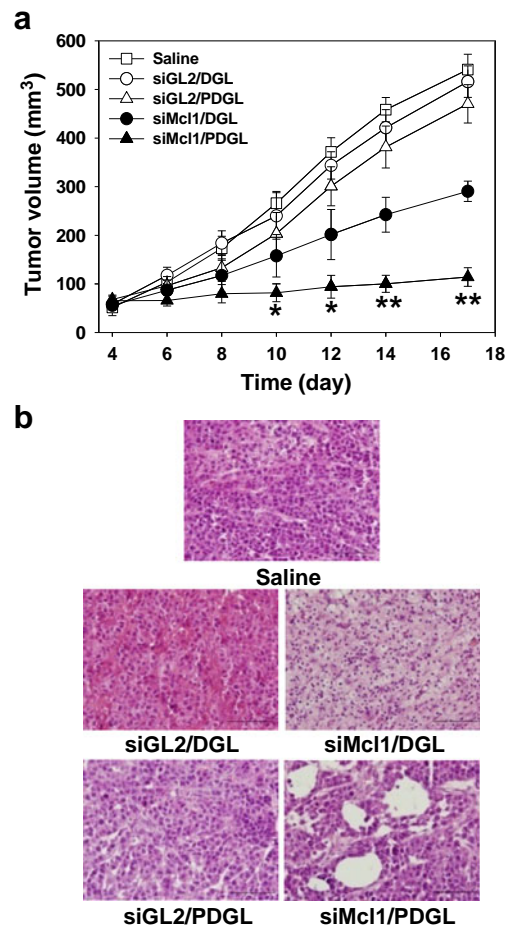 a
600
500
400
300
200
100
0
Tumor volume (mm3)
Saline
siGL2/DGL
siGL2/PDGL
siMcl1/DGL
siMcl1/PDGL
* * ** **
4 6 8 10 12 14 16 18
Time (day)
b
Saline
siGL2/DGL siMcl1/DGL
siGL2/PDGL siMcl1/PDGL